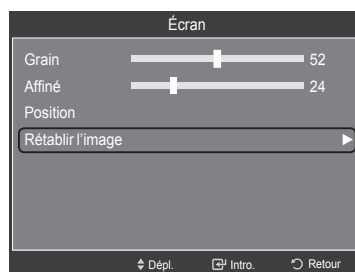 Écran
Grain 52
Affiné 24
Position
Rétablir l'image
Dépl. Intro. Retour